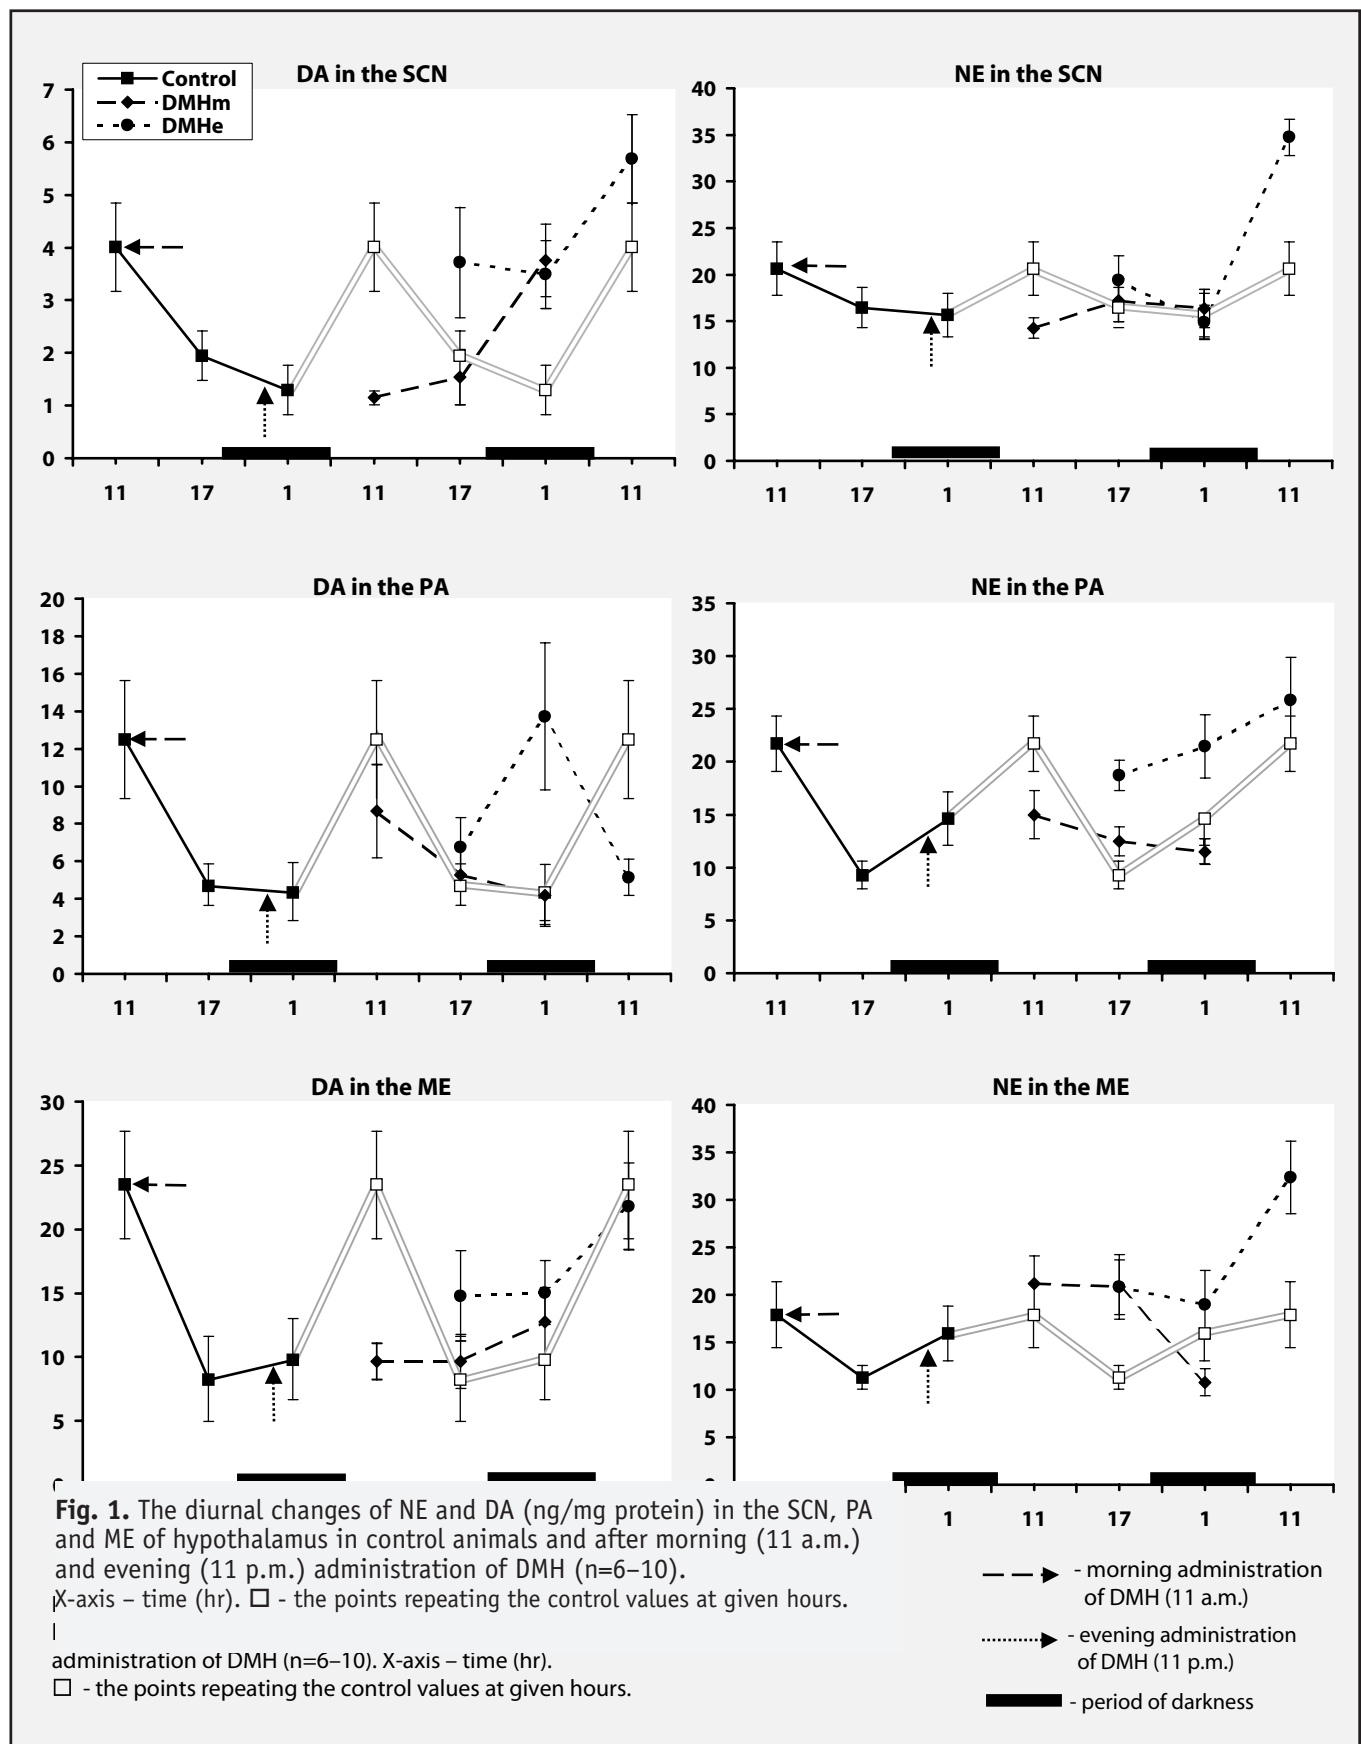 DA in the SCN
Control
DMHm
DMHe
7
6
5
4
3
2
1
0
11 17 1 11 17 1 11
NE in the SCN
40
35
30
25
20
15
10
5
0
11 17 1 11 17 1 11
DA in the PA
20
18
16
14
12
10
8
6
4
2
0
11 17 1 11 17 1 11
NE in the PA
35
30
25
20
15
10
5
0
11 17 1 11 17 1 11
DA in the ME
30
25
20
15
10
5
NE in the ME
40
35
30
25
20
15
10
5
1 11 17 1 11
Fig. 1. The diurnal changes of NE and DA (ng/mg protein) in the SCN, PA
and ME of hypothalamus in control animals and after morning (11 a.m.)
and evening (11 p.m.) administration of DMH (n=6–10).
X-axis – time (hr). □ - the points repeating the control values at given hours.
administration of DMH (n=6–10). X-axis – time (hr).
□ - the points repeating the control values at given hours.
- morning administration
of DMH (11 a.m.)
- evening administration
of DMH (11 p.m.)
- period of darkness